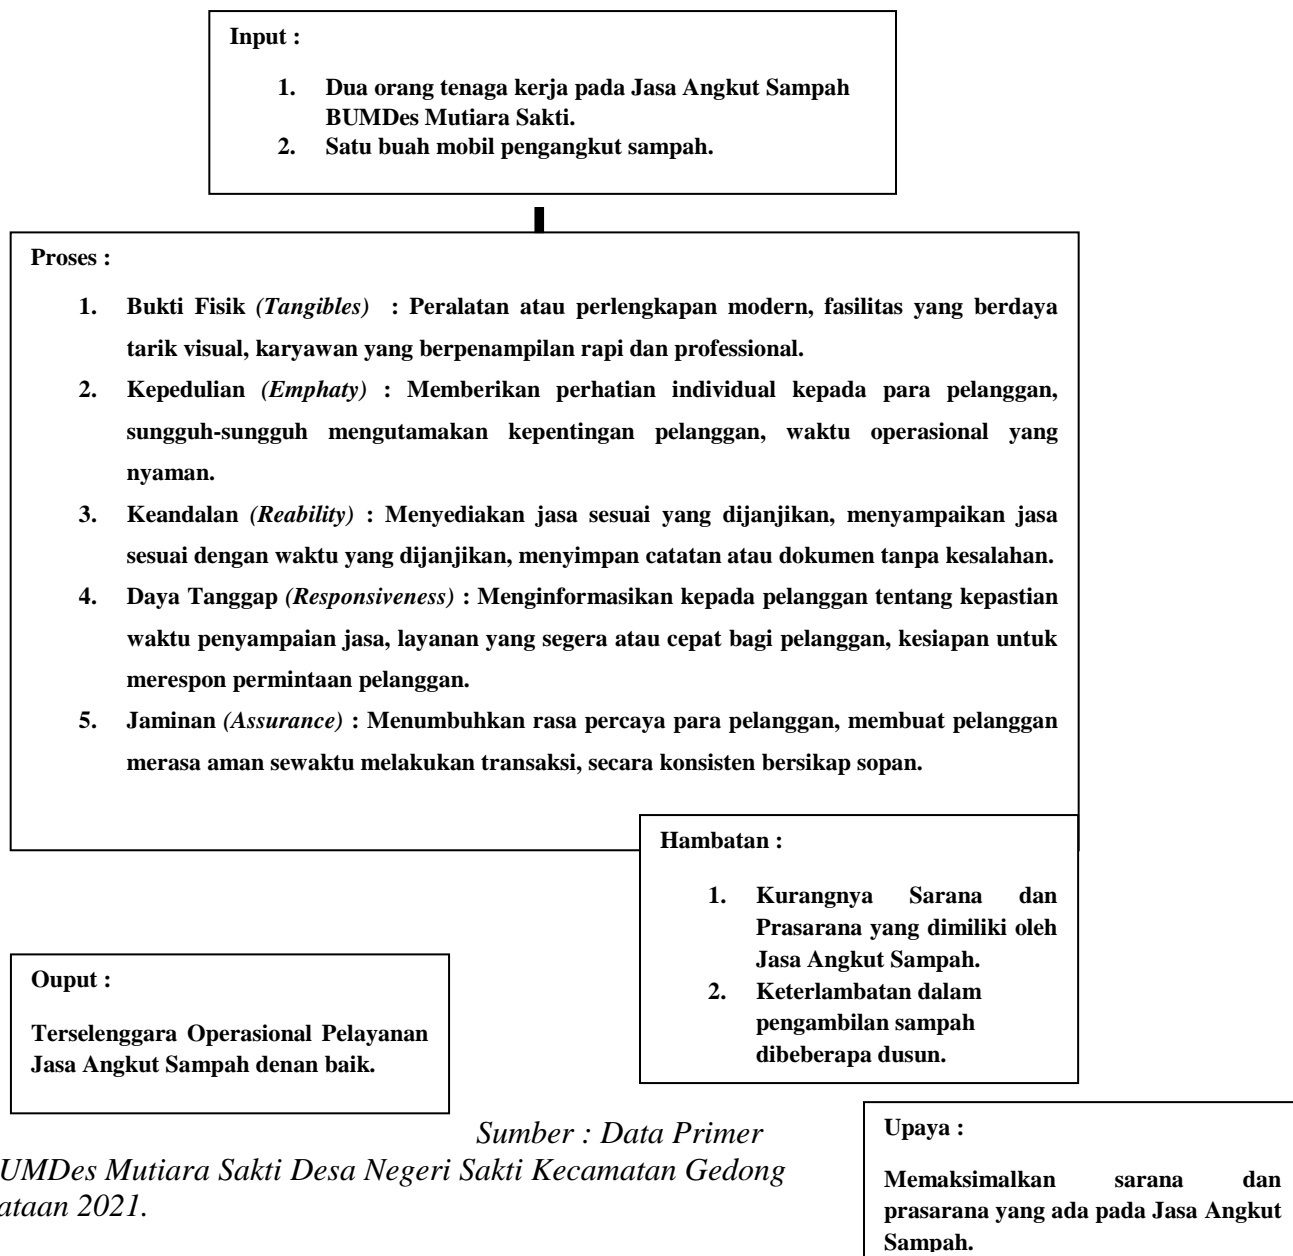 Input :
1. Dua orang tenaga kerja pada Jasa Angkut Sampah
BUMDes Mutiara Sakti.
2. Satu buah mobil pengangkut sampah.
Proses :
1. Bukti Fisik (Tangibles) : Peralatan atau perlengkapan modern, fasilitas yang berdaya
tarik visual, karyawan yang berpenampilan rapi dan professional.
2. Kepedulian (Emphaty) : Memberikan perhatian individual kepada para pelanggan,
sungguh-sungguh mengutamakan kepentingan pelanggan, waktu operasional yang
nyaman.
3. Keandalan (Reability) : Menyediakan jasa sesuai yang dijanjikan, menyampaikan jasa
sesuai dengan waktu yang dijanjikan, menyimpan catatan atau dokumen tanpa kesalahan.
4. Daya Tanggap (Responsiveness) : Menginformasikan kepada pelanggan tentang kepastian
waktu penyampaian jasa, layanan yang segera atau cepat bagi pelanggan, kesiapan untuk
merespon permintaan pelanggan.
5. Jaminan (Assurance) : Menumbuhkan rasa percaya para pelanggan, membuat pelanggan
merasa aman sewaktu melakukan transaksi, secara konsisten bersikap sopan.
Hambatan :
1. Kurangnya Sarana dan
Prasarana yang dimiliki oleh
Jasa Angkut Sampah.
2. Keterlambatan dalam
pengambilan sampah
dibeberapa dusun.
Ouput :
Terselenggara Operasional Pelayanan
Jasa Angkut Sampah denan baik.
Sumber : Data Primer
UMDes Mutiara Sakti Desa Negeri Sakti Kecamatan Gedong
ataan 2021.
Upaya :
Memaksimalkan sarana dan
prasarana yang ada pada Jasa Angkut
Sampah.